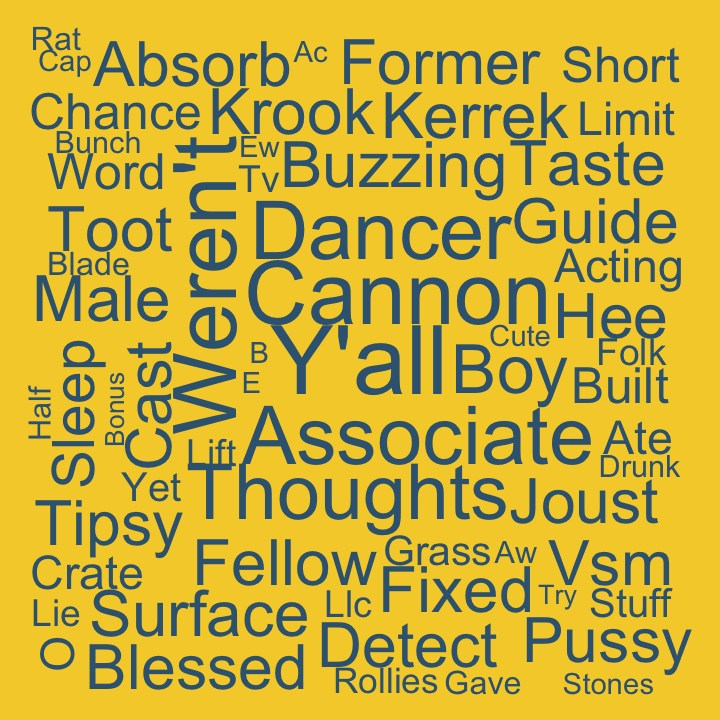 Rat
Cap
Absorb
Ac
Former
Short
Chance
Krook
Kerrek
Limit
Bunch
Word
Weren't
Ew
Tv
Buzzing
Taste
Toot
Dancer
Guide
Blade
Male
Cannon
Acting
Hee
Cute
Folk
Y'all
B
E
Boy
Built
Half
Sleep
Bonus
Cast
Associate
Ate
Drunk
Lift
Yet
Thoughts
Joust
Tipsy
Crate
Fellow
Grass
Aw
Vsm
Lie
Surface
Llc
Fixed
Try
Stuff
O
Blessed
Detect
Pussy
Rollies
Gave
Stones